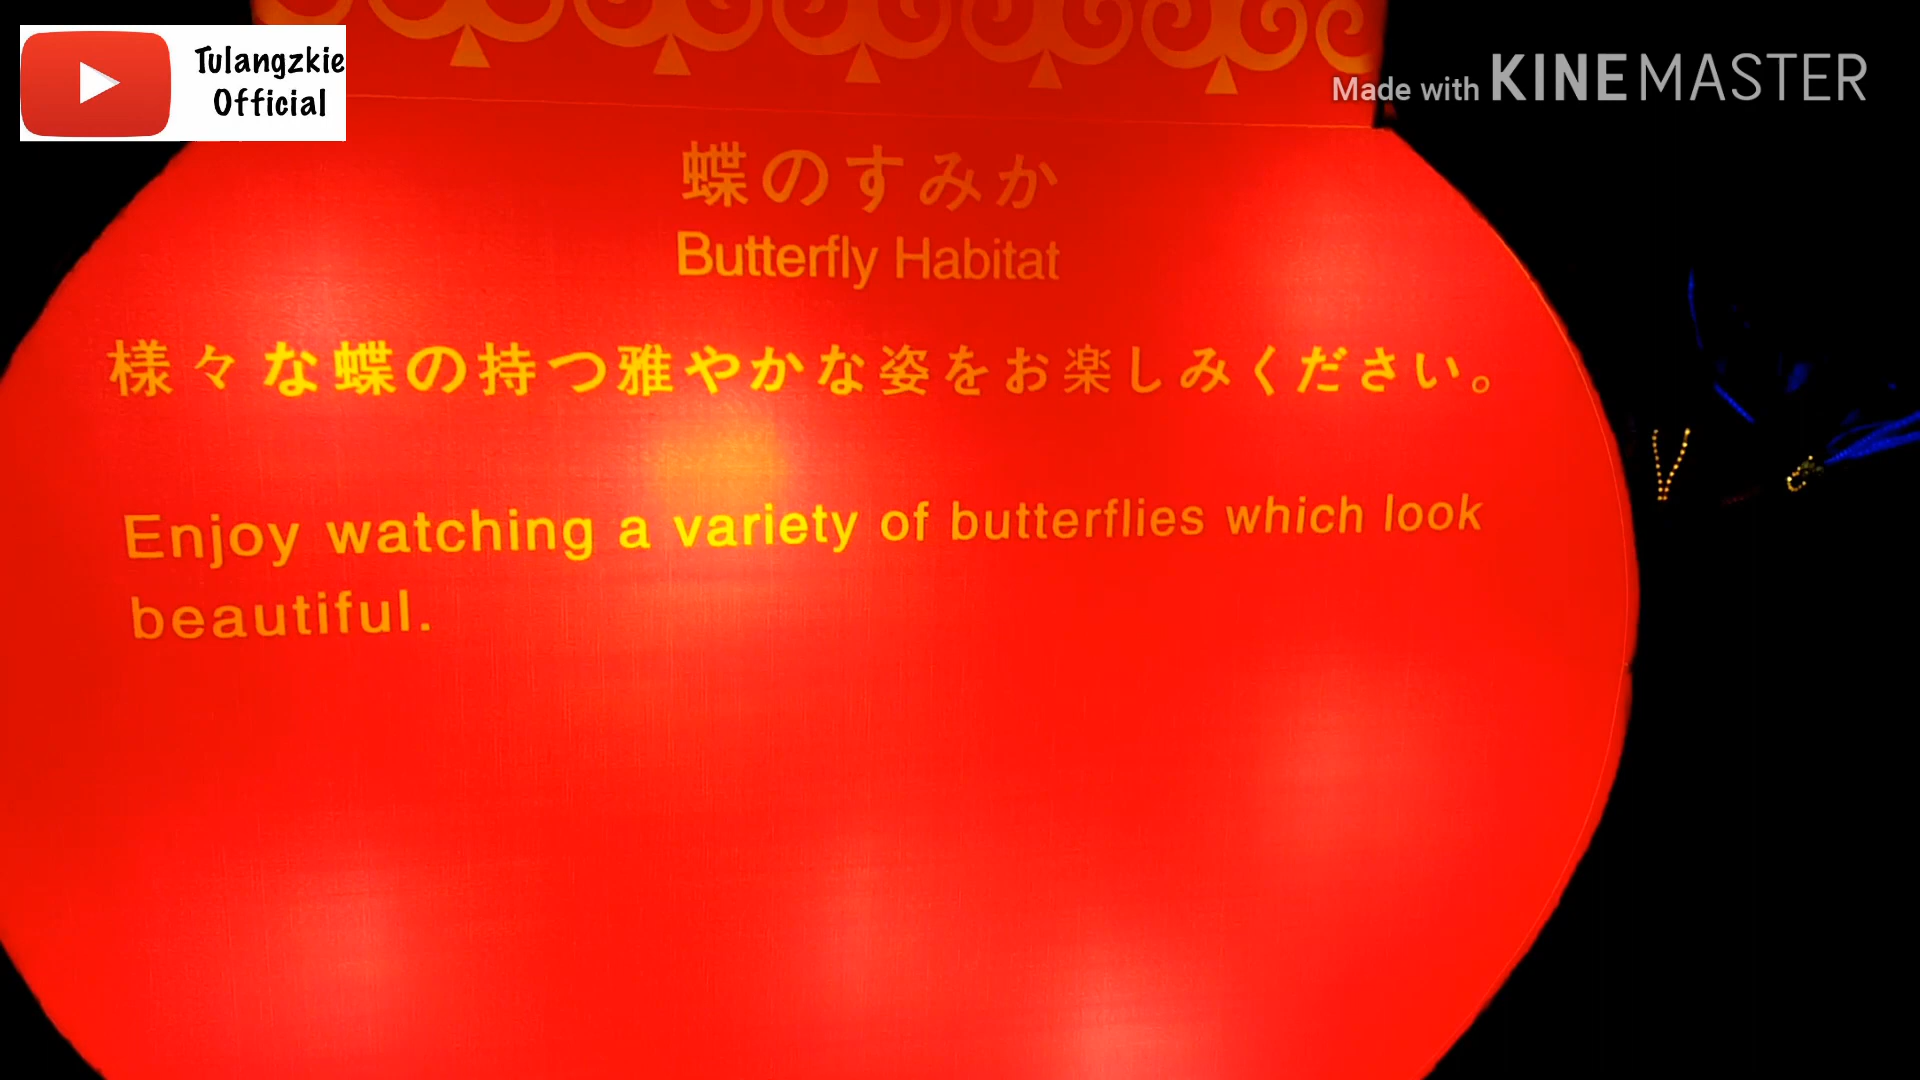 Tulangzkie
Official
Made with KINEMASTER
蝶のすみか
Butterfly Habitat
様々な蝶の持つ雅やかな姿をお楽しみください。
Enjoy watching a variety of butterflies which look
beautiful.